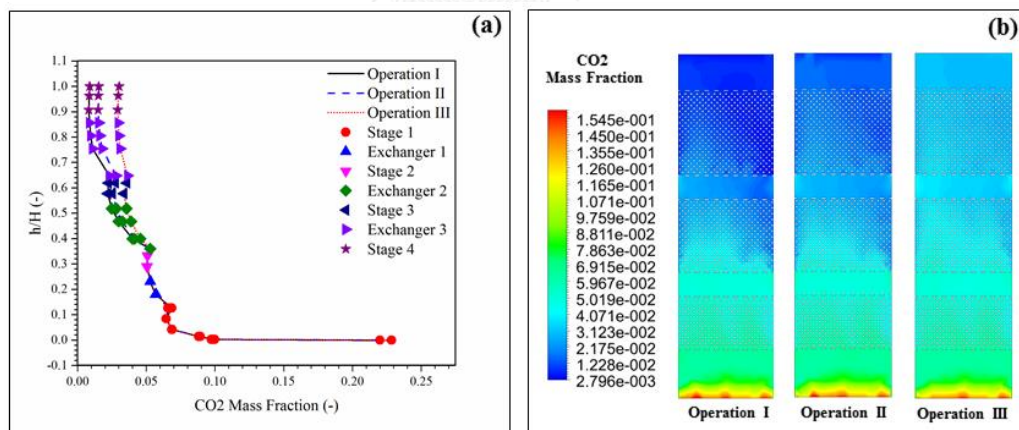 (a)
1.1
1.0
0.9
0.8
0.7
0.6
0.5
0.4
0.3
0.2
0.1
0.0
-0.1
h/H (-)
Operation I
Operation II
Operation III
Stage 1
Exchanger 1
Stage 2
Exchanger 2
Stage 3
Exchanger 3
Stage 4
0.00 0.05 0.10 0.15 0.20 0.25
CO2 Mass Fraction (-)
(b)
CO2
Mass Fraction
1.545e-001
1.450e-001
1.355e-001
1.260e-001
1.165e-001
1.071e-001
9.759e-002
8.811e-002
7.863e-002
6.915e-002
5.967e-002
5.019e-002
4.071e-002
3.123e-002
2.175e-002
1.228e-002
2.796e-003
Operation I Operation II Operation III